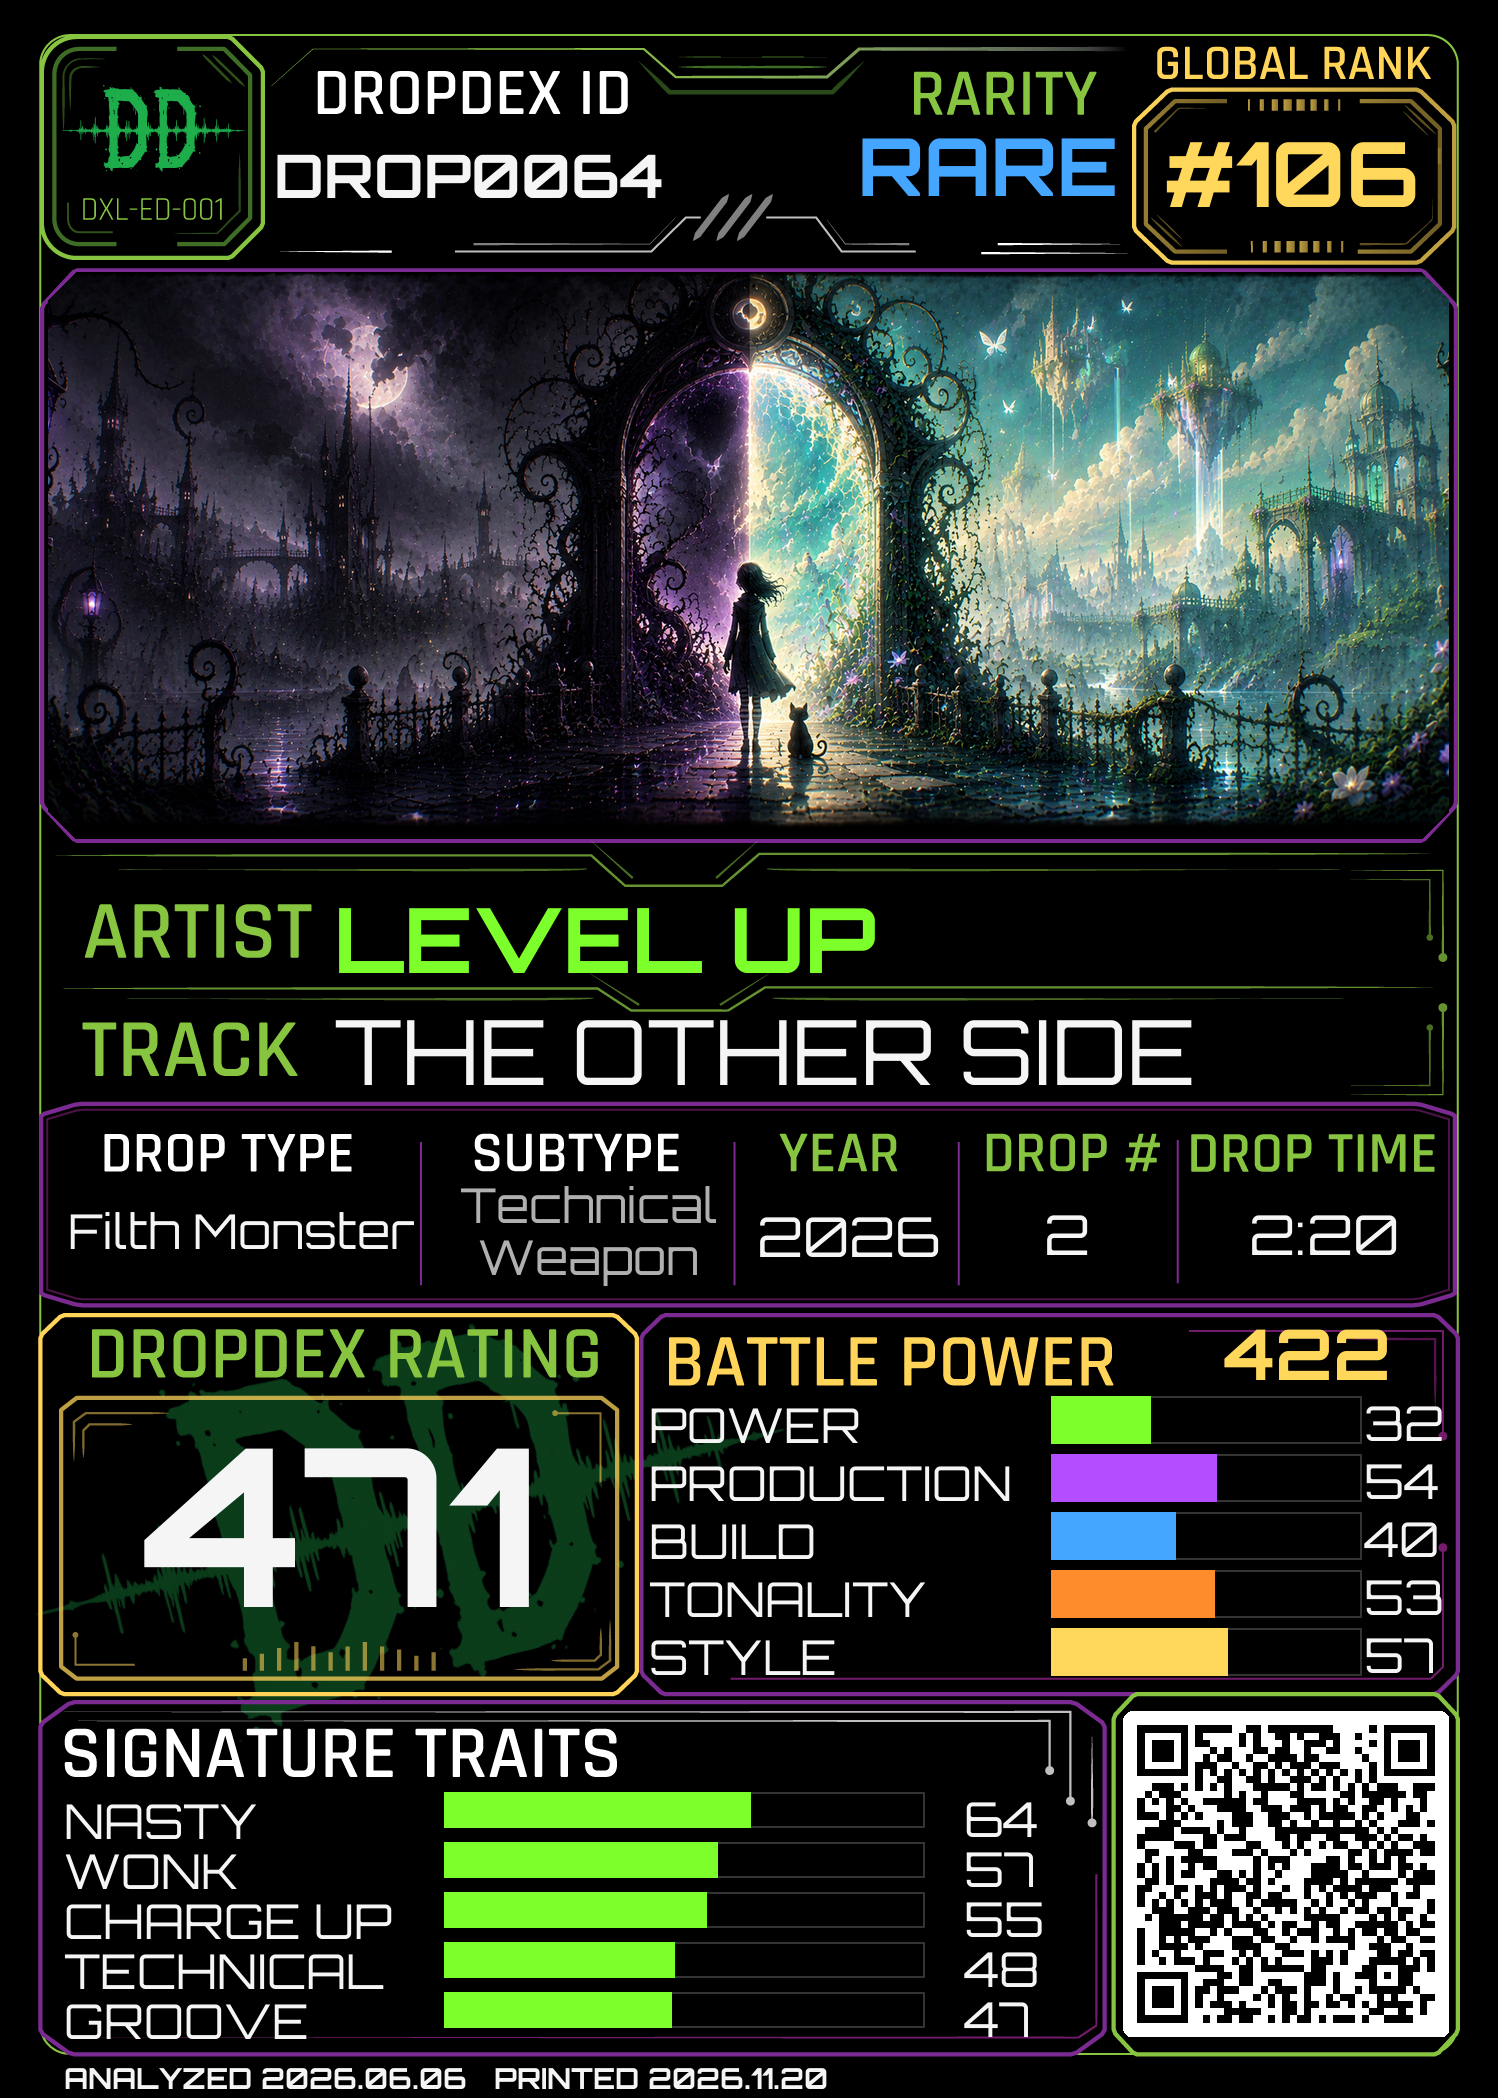 DD
DXL-ED-001
DROPDEX ID
DROP0064
RARITY
RARE
GLOBAL RANK
#106
ARTIST LEVEL UP
TRACK THE OTHER SIDE
DROP TYPE
Filth Monster
SUBTYPE
Technical
Weapon
YEAR
2026
DROP #
2
DROP TIME
2:20
DROPDEX RATING
471
BATTLE POWER 422
POWER 32
PRODUCTION 54
BUILD 40
TONALITY 53
STYLE 57
SIGNATURE TRAITS
NASTY 64
WONK 57
CHARGE UP 55
TECHNICAL 48
GROOVE 47
ANALYZED 2026.06.06 PRINTED 2026.11.20